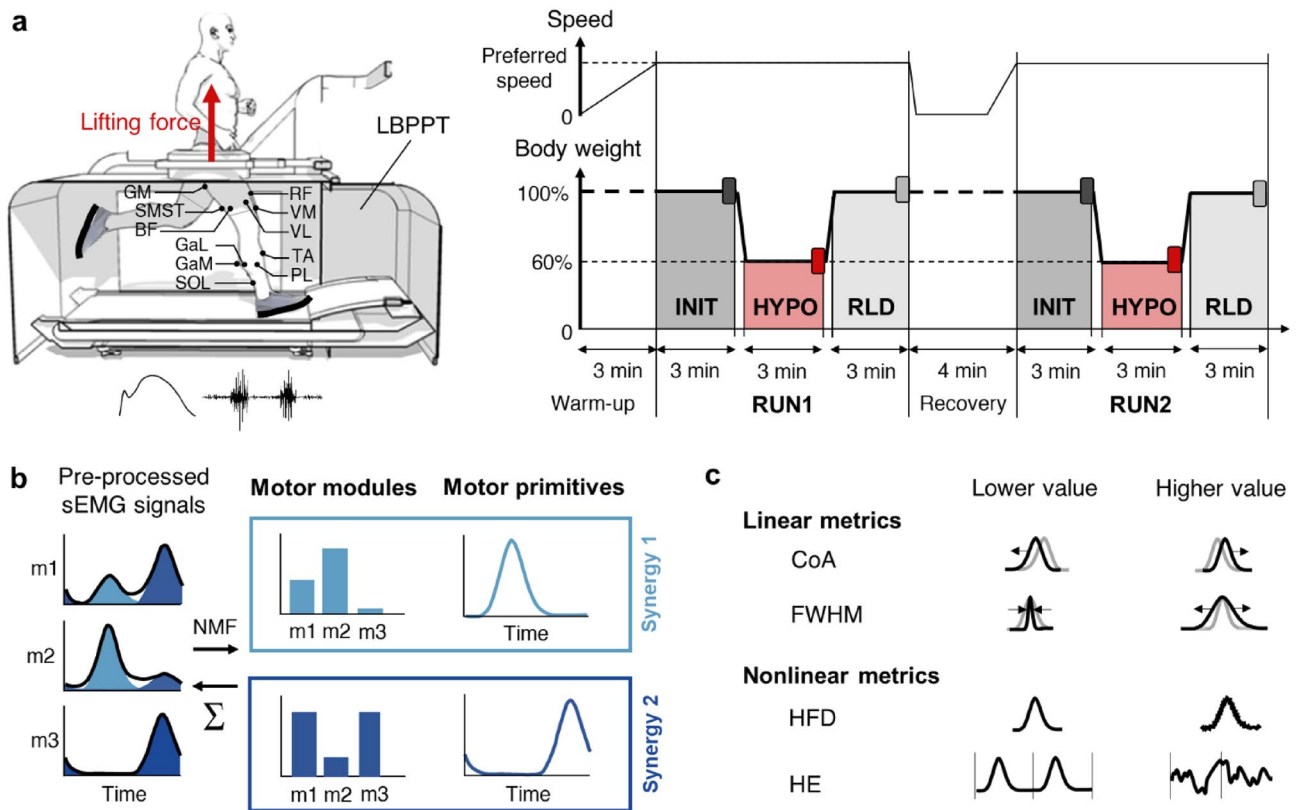 a
Lifting force
LBPPT
GM
SMST
BF
GaL
GaM
SOL
RF
VM
VL
TA
PL
Speed
Preferred
speed
0
Body weight
100%
60%
0
INIT HYPO RLD INIT HYPO RLD
3 min 3 min 3 min 3 min 4 min 3 min 3 min 3 min
Warm-up RUN1 Recovery RUN2
b
Pre-processed
sEMG signals
m1
m2
m3
Time
NMF
Σ
Motor modules Motor primitives
m1 m2 m3 Time
Synergy 1
m1 m2 m3 Time
Synergy 2
c
Lower value Higher value
Linear metrics
CoA
FWHM
Nonlinear metrics
HFD
HE